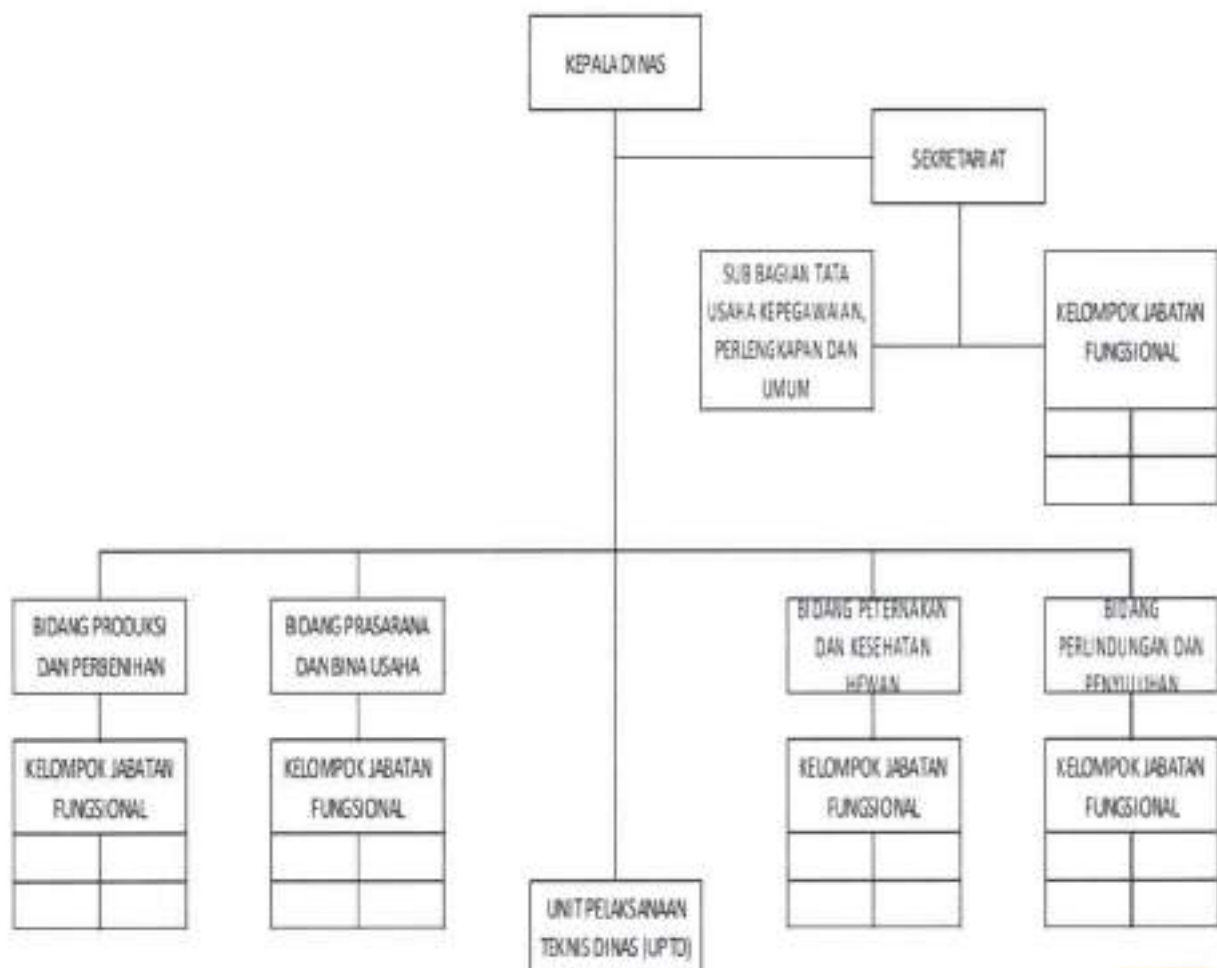 KEPALA DINAS
SEKRETARIAT
SUB BAGIAN TATA
USAHA KEPEGAWAIAN,
PERLENGKAPAN DAN
UMUM
KELOMPOK JABATAN
FUNGSIONAL
BIDANG PRODUKSI
DAN PERBENIHAN
BIDANG PRASARANA
DAN BINA USAHA
BIDANG PETERNAKAN
DAN KESEHATAN
HEWAN
BIDANG
PERLINDUNGAN DAN
PENYULUHAN
KELOMPOK JABATAN
FUNGSIONAL
KELOMPOK JABATAN
FUNGSIONAL
KELOMPOK JABATAN
FUNGSIONAL
KELOMPOK JABATAN
FUNGSIONAL
UNIT PELAKSANAAN
TEKNIS DINAS (UPTD)